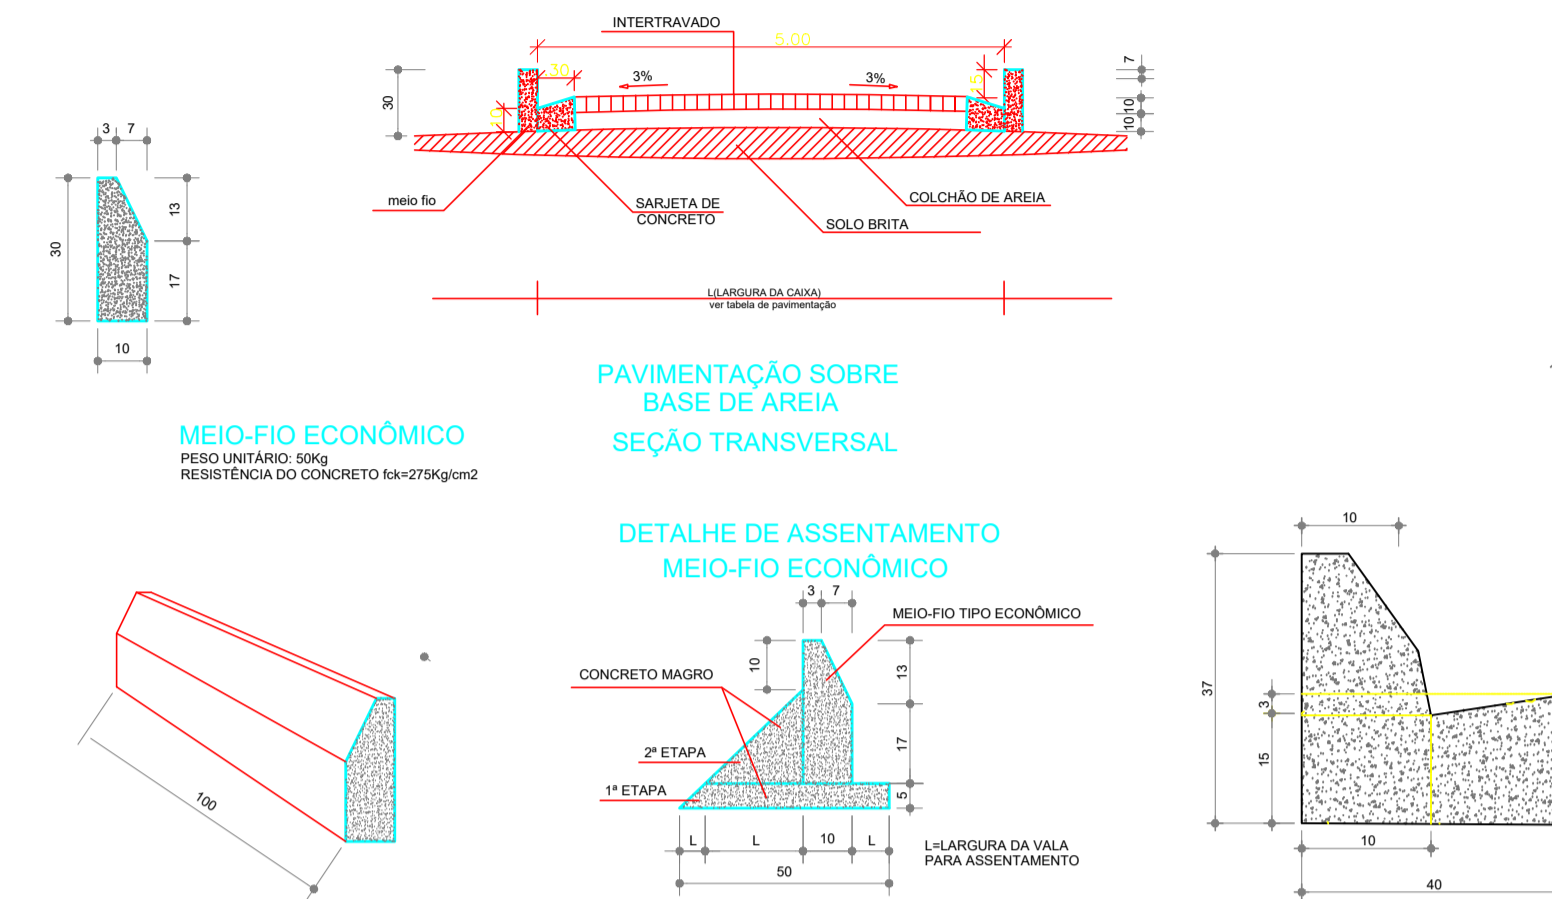 INTERTRAVADO
5.00
.30
15
10
3%
3%
30
7
10
10
meio fio
SARJETA DE
CONCRETO
COLCHÃO DE AREIA
SOLO BRITA
L(LARGURA DA CAIXA)
ver tabela de pavimentação
PAVIMENTAÇÃO SOBRE
BASE DE AREIA
SEÇÃO TRANSVERSAL
3 7
30
13
17
10
MEIO-FIO ECONÔMICO
PESO UNITÁRIO: 50Kg
RESISTÊNCIA DO CONCRETO fck=275Kg/cm2
100
DETALHE DE ASSENTAMENTO
MEIO-FIO ECONÔMICO
3 7
MEIO-FIO TIPO ECONÔMICO
10
13
CONCRETO MAGRO
17
2ª ETAPA
1ª ETAPA
5
L L 10 L
50
L=LARGURA DA VALA
PARA ASSENTAMENTO
10
37
3
15
10
40